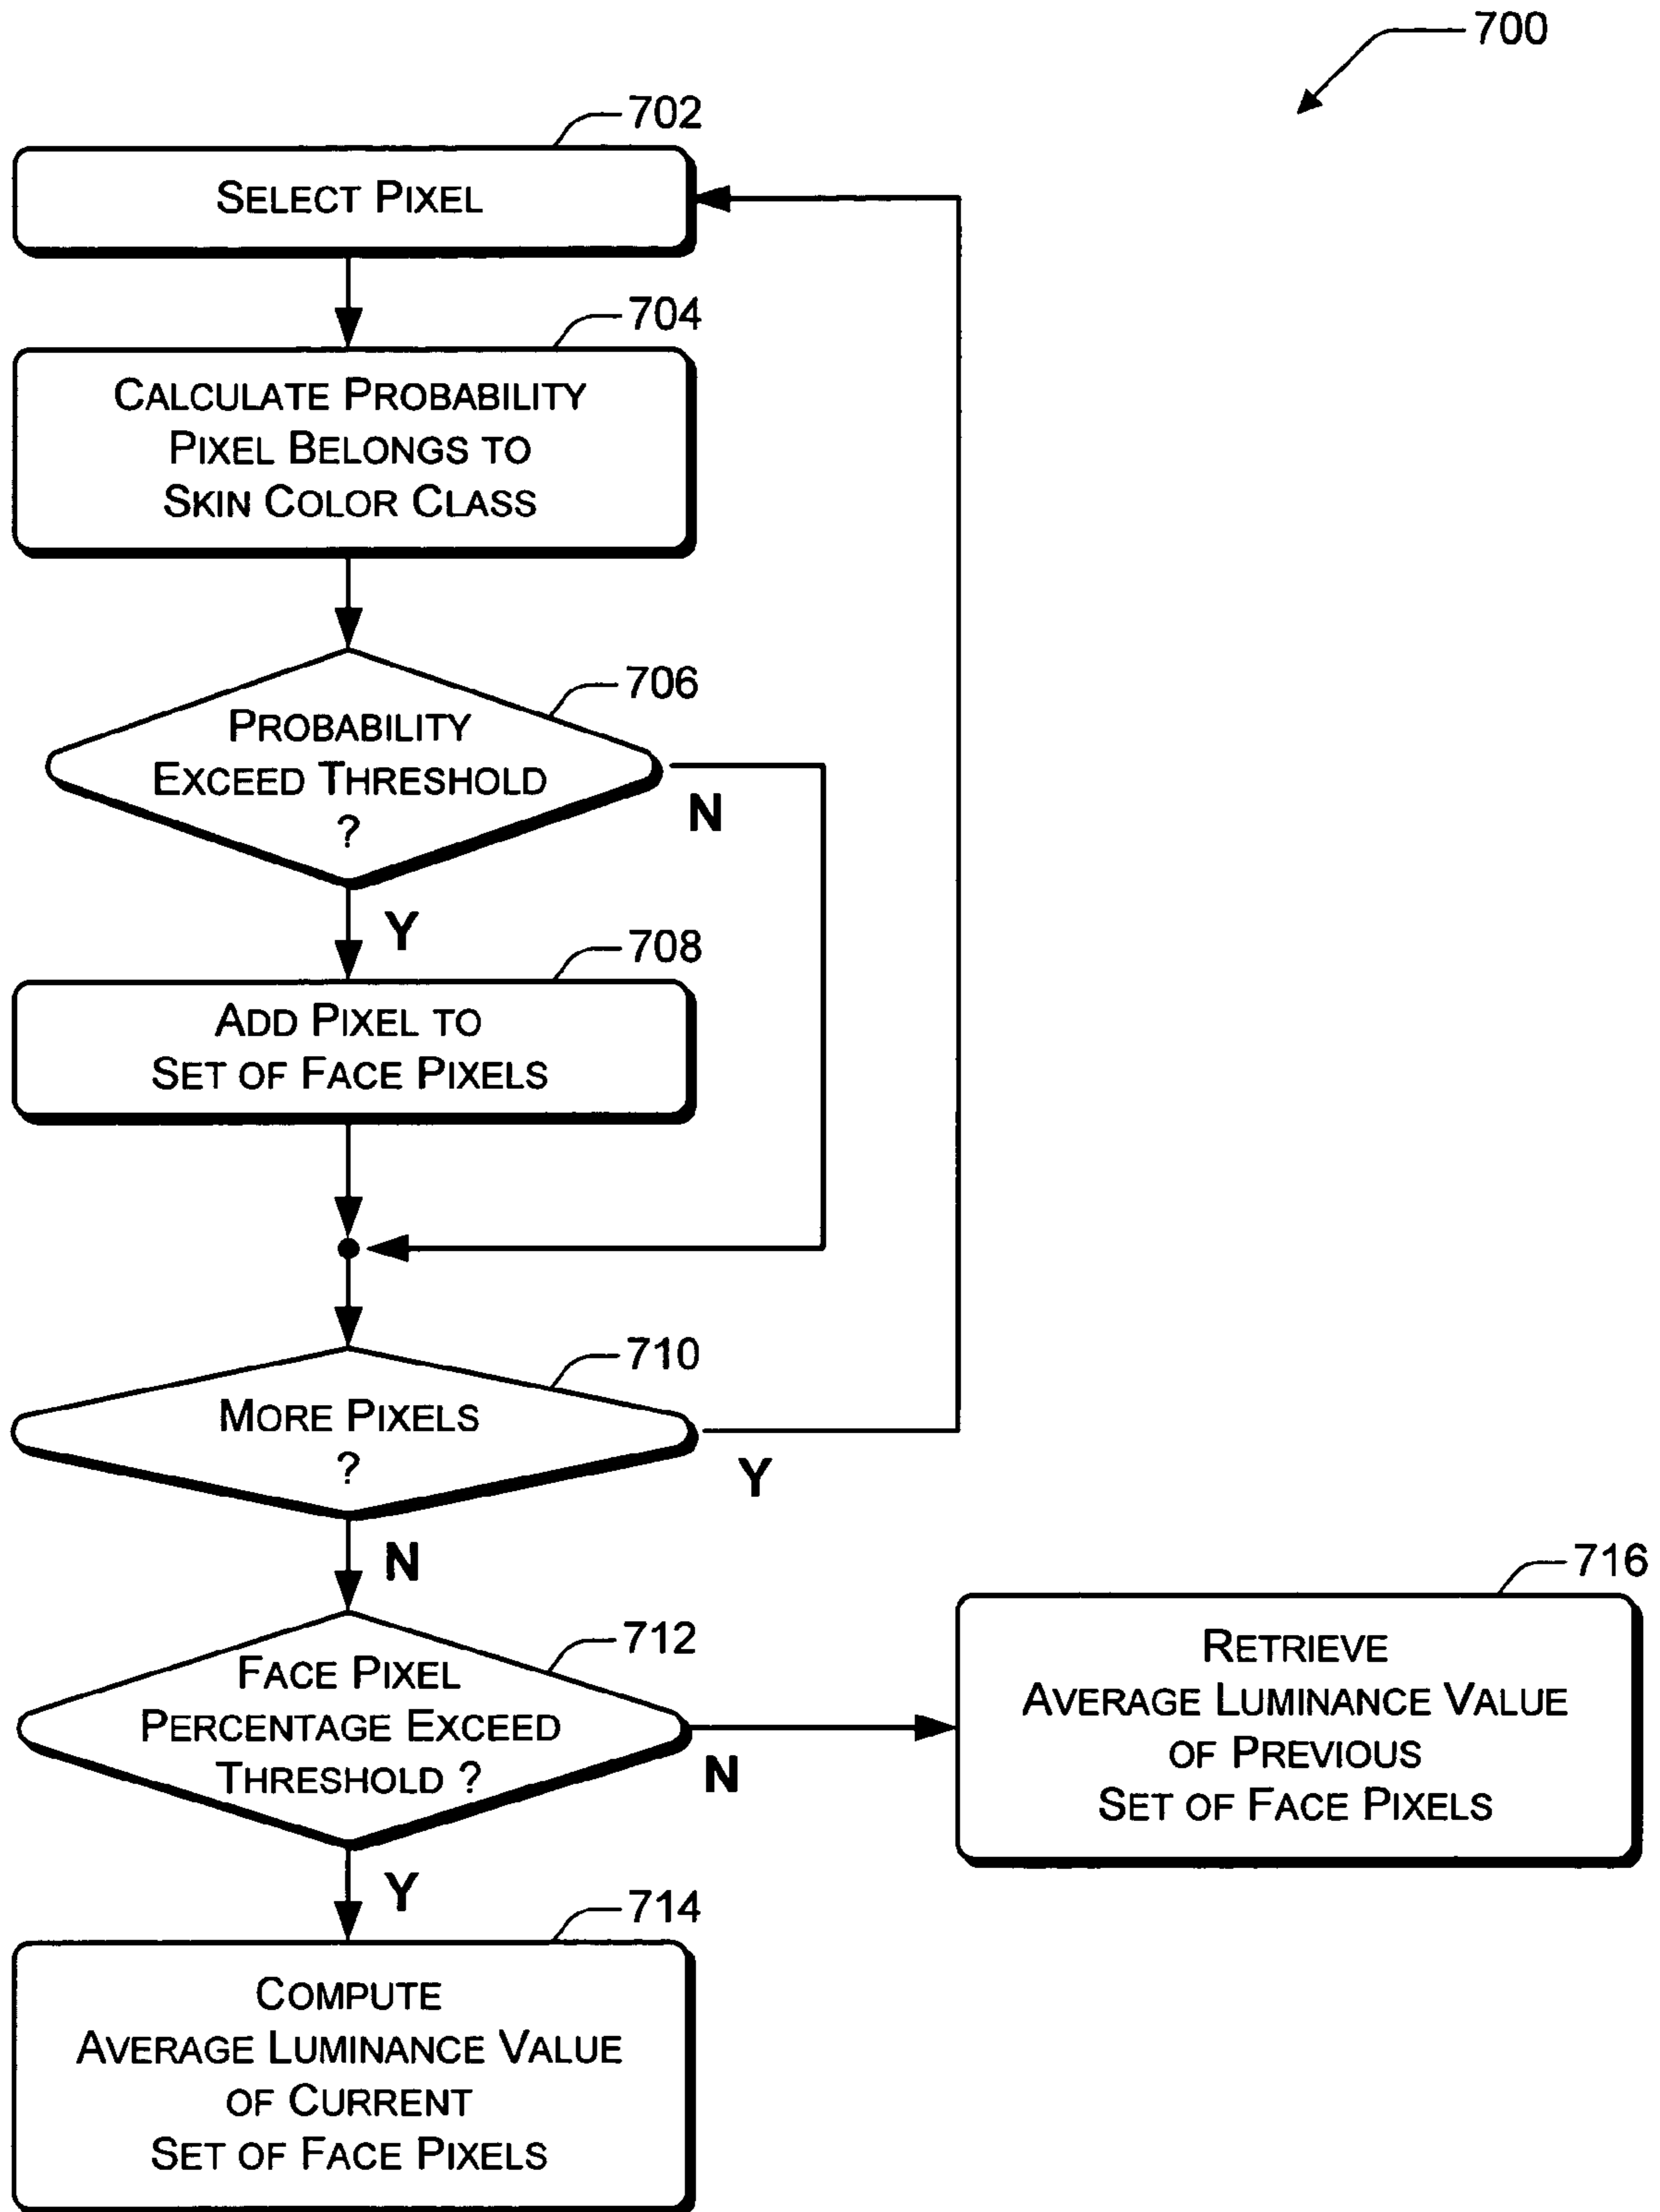 700
702
SELECT PIXEL
704
CALCULATE PROBABILITY
PIXEL BELONGS TO
SKIN COLOR CLASS
706
PROBABILITY
EXCEED THRESHOLD
?
N
Y
708
ADD PIXEL TO
SET OF FACE PIXELS
710
MORE PIXELS
?
Y
N
712
FACE PIXEL
PERCENTAGE EXCEED
THRESHOLD ?
N
Y
716
RETRIEVE
AVERAGE LUMINANCE VALUE
OF PREVIOUS
SET OF FACE PIXELS
714
COMPUTE
AVERAGE LUMINANCE VALUE
OF CURRENT
SET OF FACE PIXELS